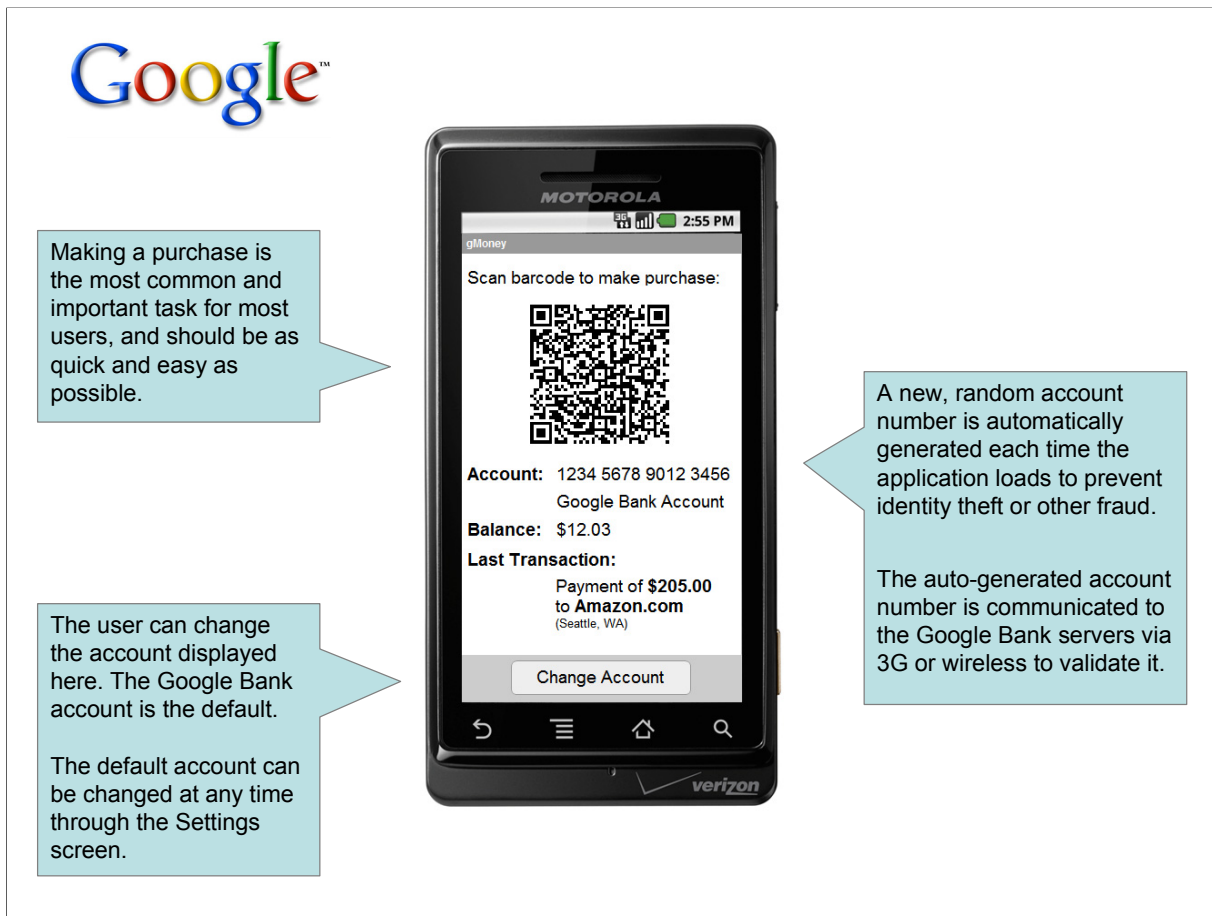 Google™
MOTOROLA
3G 2:55 PM
gMoney
Scan barcode to make purchase:
Account: 1234 5678 9012 3456
Google Bank Account
Balance: $12.03
Last Transaction:
Payment of $205.00
to Amazon.com
(Seattle, WA)
Change Account
verizon
Making a purchase is
the most common and
important task for most
users, and should be as
quick and easy as
possible.
The user can change
the account displayed
here. The Google Bank
account is the default.
The default account can
be changed at any time
through the Settings
screen.
A new, random account
number is automatically
generated each time the
application loads to prevent
identity theft or other fraud.
The auto-generated account
number is communicated to
the Google Bank servers via
3G or wireless to validate it.